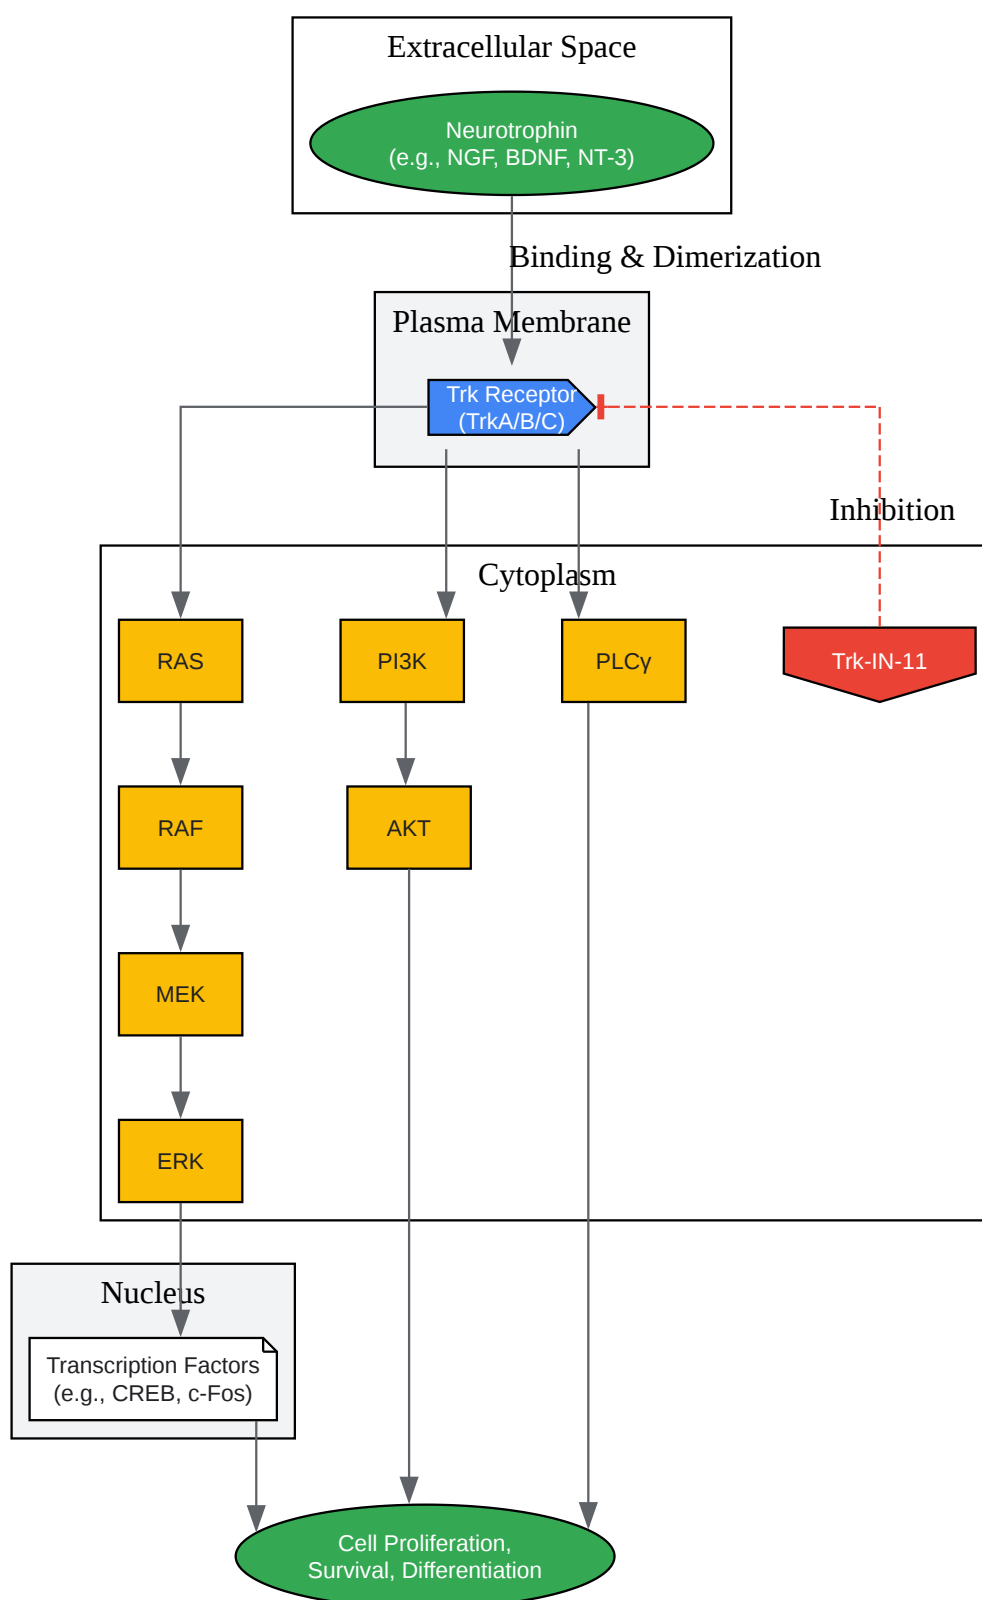 Extracellular Space
Neurotrophin
(e.g., NGF, BDNF, NT-3)
Binding & Dimerization
Plasma Membrane
Trk Receptor
(TrkA/B/C)
Inhibition
Cytoplasm
RAS
PI3K
PLCγ
Trk-IN-11
RAF
AKT
MEK
ERK
Nucleus
Transcription Factors
(e.g., CREB, c-Fos)
Cell Proliferation,
Survival, Differentiation